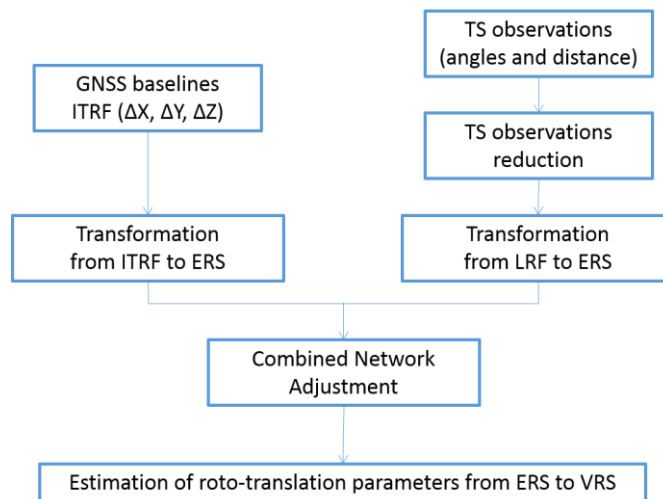 GNSS baselines
ITRF (ΔX, ΔY, ΔZ)
TS observations
(angles and distance)
TS observations
reduction
Transformation
from ITRF to ERS
Transformation
from LRF to ERS
Combined Network
Adjustment
Estimation of roto-translation parameters from ERS to VRS